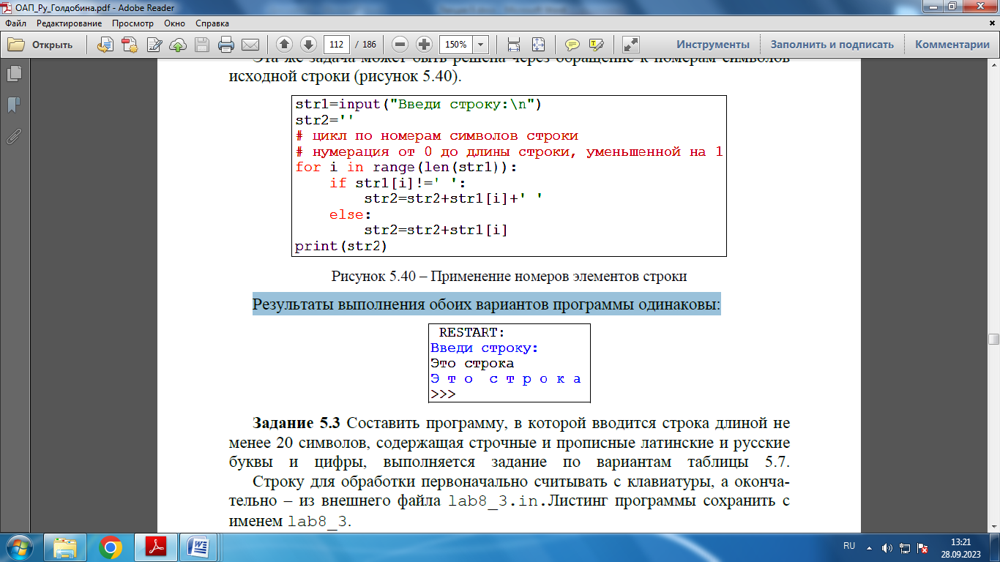 ОАП_Ру_Голдобина.pdf - Adobe Reader
Файл Редактирование Просмотр Окно Справка
Открыть 112 / 186 150% Инструменты Заполнить и подписать Комментарии
Эта же задача может быть решена через обращение к номерам символов
исходной строки (рисунок 5.40).
str1=input("Введи строку:\n")
str2=''
# цикл по номерам символов строки
# нумерация от 0 до длины строки, уменьшенной на 1
for i in range(len(str1)):
if str1[i]!=' ':
str2=str2+str1[i]+' '
else:
str2=str2+str1[i]
print(str2)
Рисунок 5.40 – Применение номеров элементов строки
Результаты выполнения обоих вариантов программы одинаковы:
RESTART:
Введи строку:
Это строка
Э т о  с т р о к а
>>>
Задание 5.3 Составить программу, в которой вводится строка длиной не
менее 20 символов, содержащая строчные и прописные латинские и русские
буквы и цифры, выполняется задание по вариантам таблицы 5.7.
Строку для обработки первоначально считывать с клавиатуры, а оконча-
тельно – из внешнего файла lab8_3.in.Листинг программы сохранить с
именем lab8_3.
RU 13:21
28.09.2023